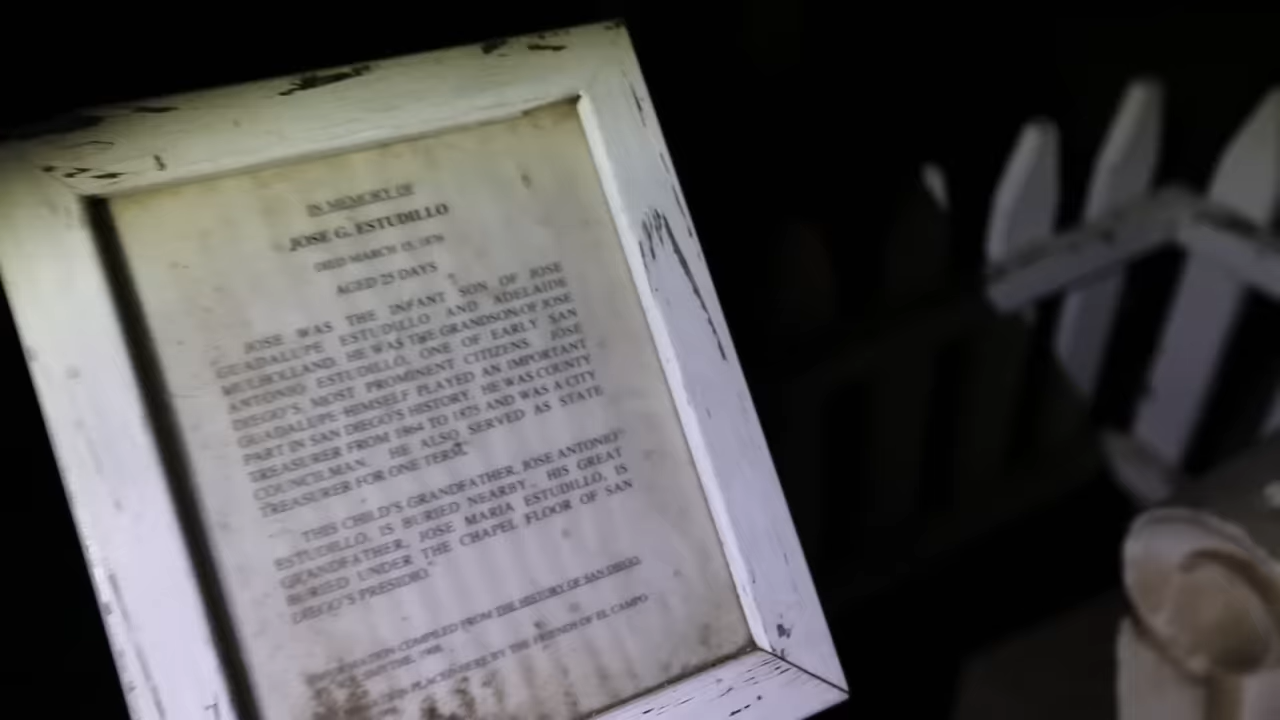 IN MEMORY OF
JOSE G. ESTUDILLO
DIED MARCH 15, 1876
AGED 25 DAYS
JOSE WAS THE INFANT SON OF JOSE
GUADALUPE ESTUDILLO AND ADELAIDE
MULHOLLAND. HE WAS THE GRANDSON OF JOSE
ANTONIO ESTUDILLO, ONE OF EARLY SAN
DIEGO'S MOST PROMINENT CITIZENS. JOSE
GUADALUPE HIMSELF PLAYED AN IMPORTANT
PART IN SAN DIEGO'S HISTORY. HE WAS COUNTY
TREASURER FROM 1864 TO 1875 AND WAS A CITY
COUNCILMAN. HE ALSO SERVED AS STATE
TREASURER FOR ONE TERM.
THIS CHILD'S GRANDFATHER, JOSE ANTONIO
ESTUDILLO, IS BURIED NEARBY. HIS GREAT
GRANDFATHER, JOSE MARIA ESTUDILLO, IS
BURIED UNDER THE CHAPEL FLOOR OF SAN
DIEGO'S PRESIDIO.
COMPILED FROM THE HISTORY OF SAN DIEGO
PLACED HERE BY THE FRIENDS OF EL CAMPO